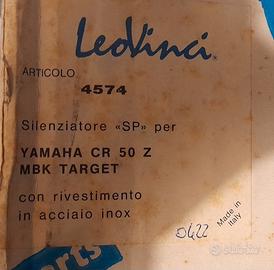 LeoVinci
ARTICOLO
4574
Silenziatore «SP» per
YAMAHA CR 50 Z
MBK TARGET
con rivestimento
in acciaio inox
0422
Made in
Italy
Subito